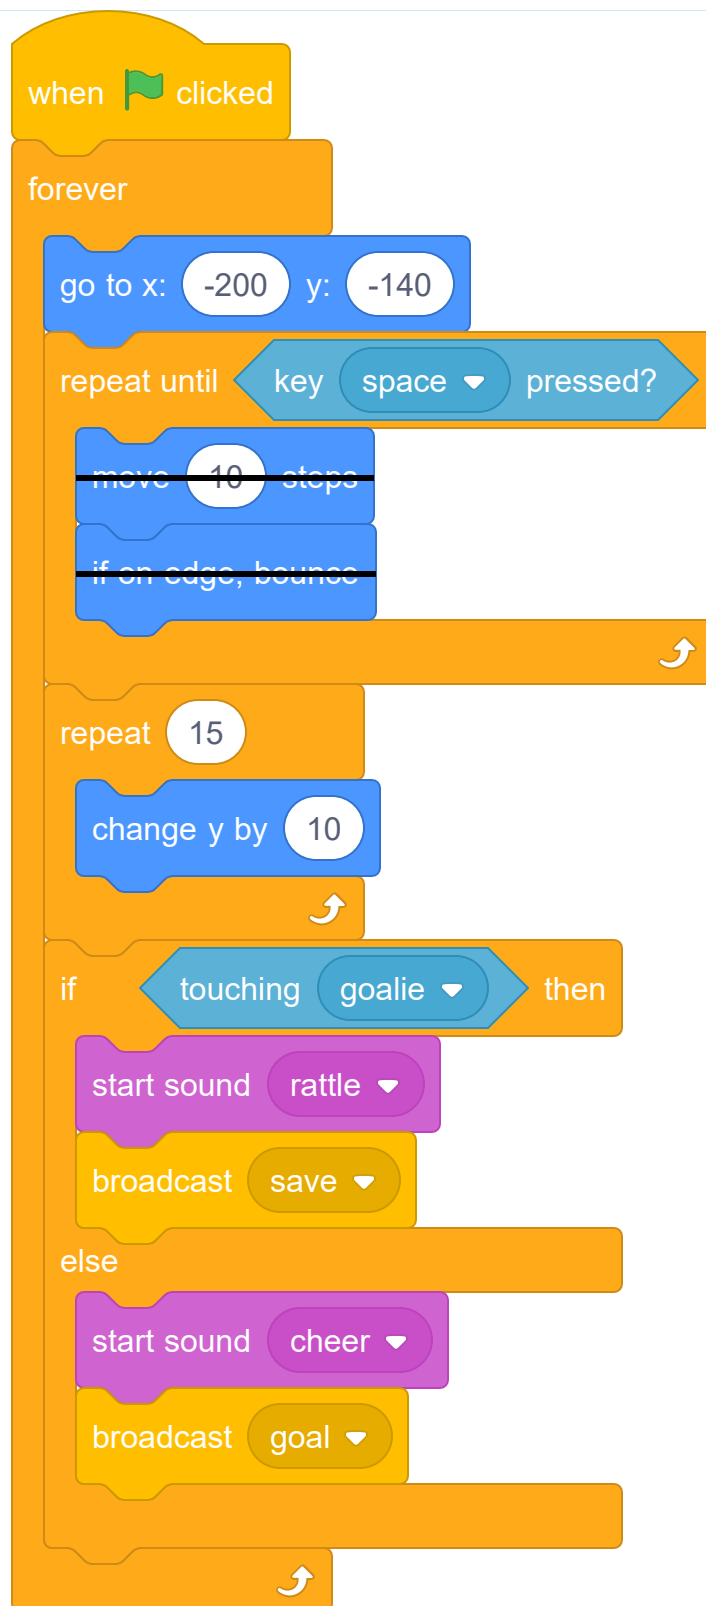 when clicked
forever
go to x: -200 y: -140
repeat until key space pressed?
move 10 steps
if on edge, bounce
repeat 15
change y by 10
if touching goalie then
start sound rattle
broadcast save
else
start sound cheer
broadcast goal